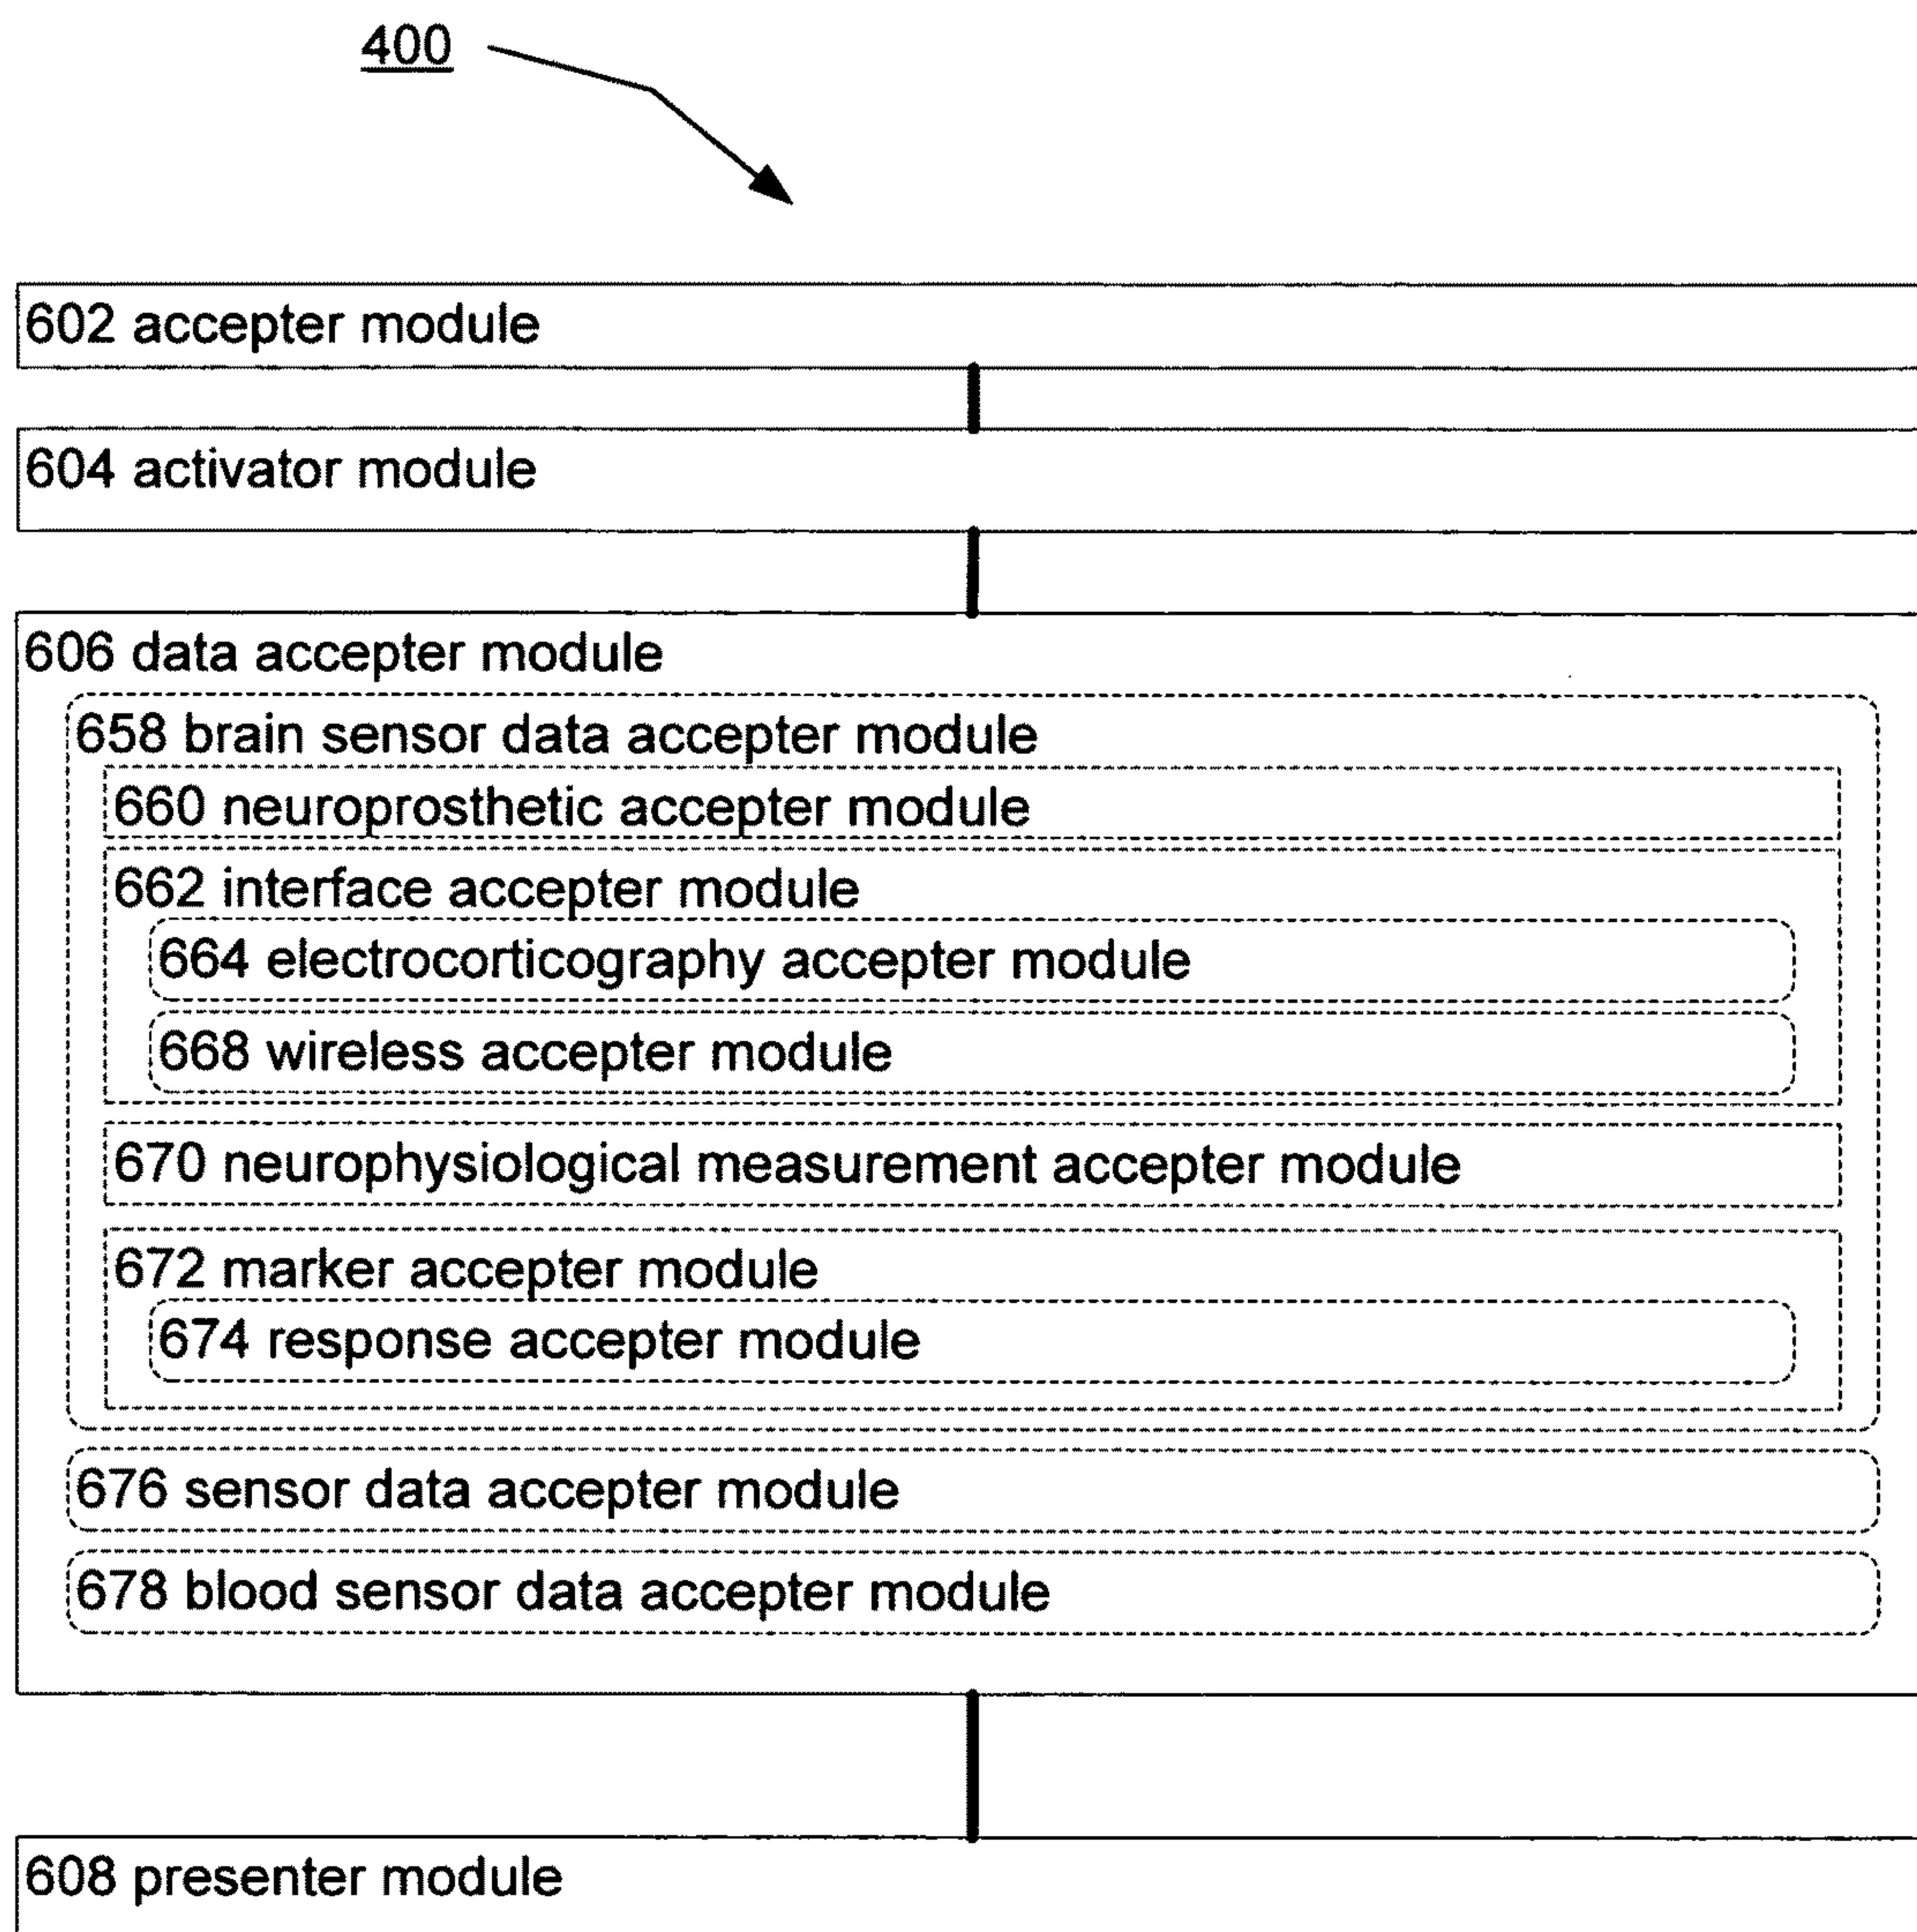 400
602 accepter module
604 activator module
606 data accepter module
658 brain sensor data accepter module
660 neuroprosthetic accepter module
662 interface accepter module
664 electrocorticography accepter module
668 wireless accepter module
670 neurophysiological measurement accepter module
672 marker accepter module
674 response accepter module
676 sensor data accepter module
678 blood sensor data accepter module
608 presenter module